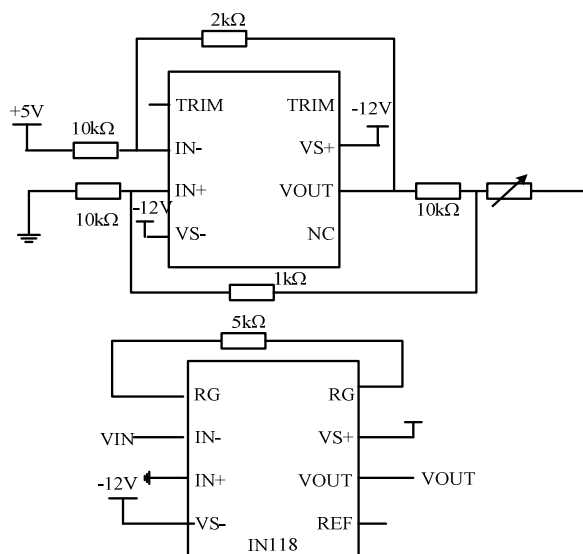 2kΩ
+5V
10kΩ
TRIM
TRIM
-12V
IN-
VS+
IN+
VOUT
10kΩ
10kΩ
-12V
VS-
NC
1kΩ
5kΩ
RG
RG
VIN
IN-
VS+
-12V
IN+
VOUT
VOUT
VS-
REF
IN118